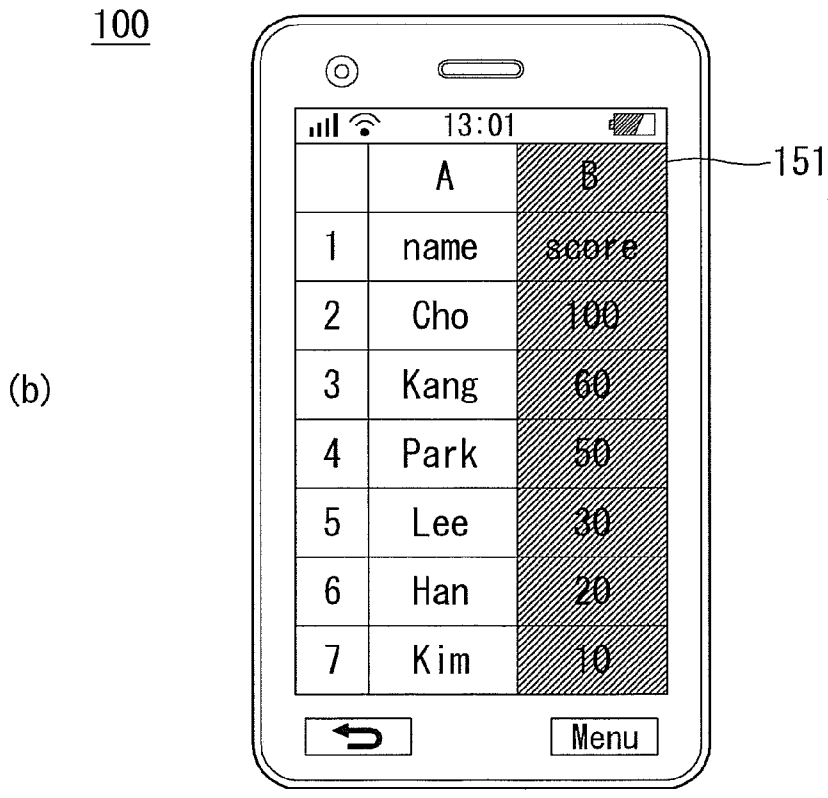 100
13:01
151
A B
1 name score
2 Cho 100
(b)
3 Kang 60
4 Park 50
5 Lee 30
6 Han 20
7 Kim 10
Menu